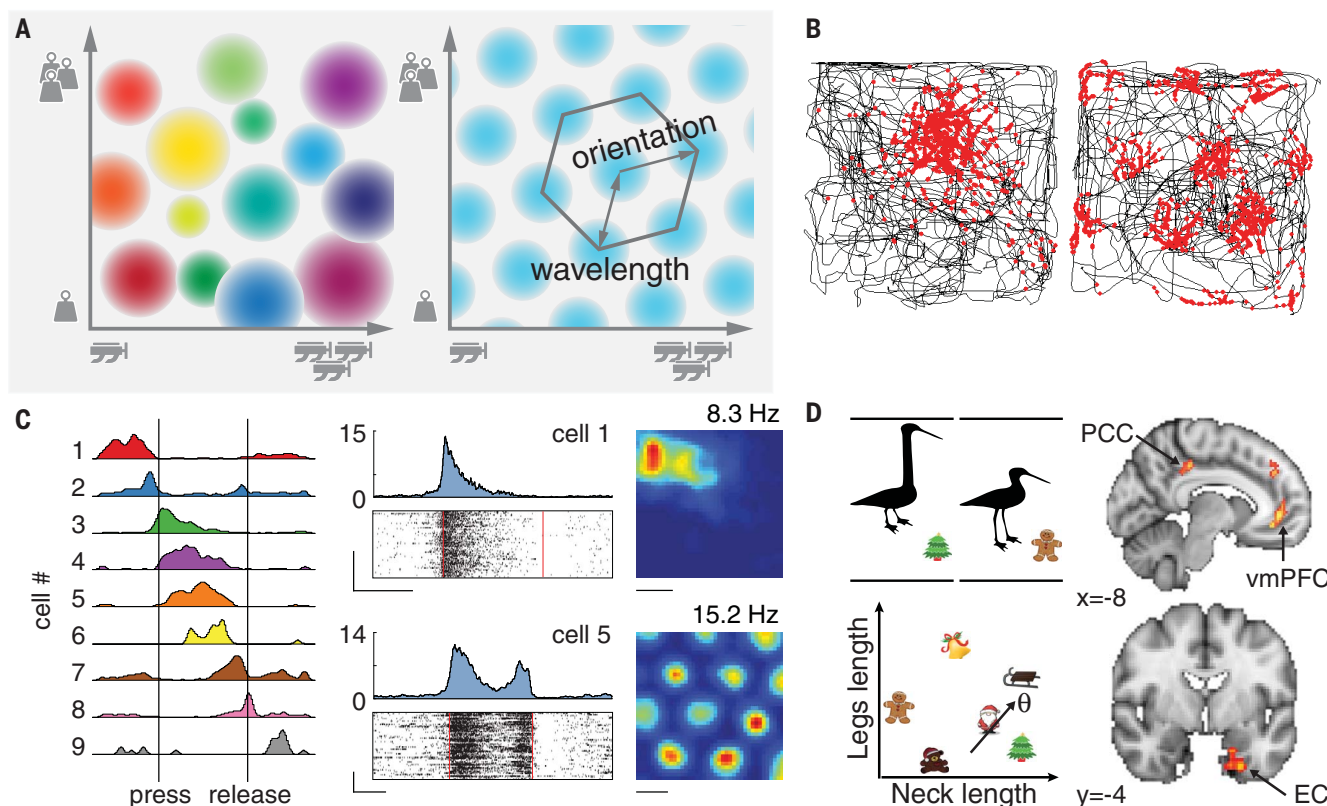 A
orientation
wavelength
B
C
cell #
1
2
3
4
5
6
7
8
9
press
release
15
0
cell 1
8.3 Hz
14
0
cell 5
15.2 Hz
D
PCC
vmPFC
x=-8
Legs length
θ
Neck length
EC
y=-4